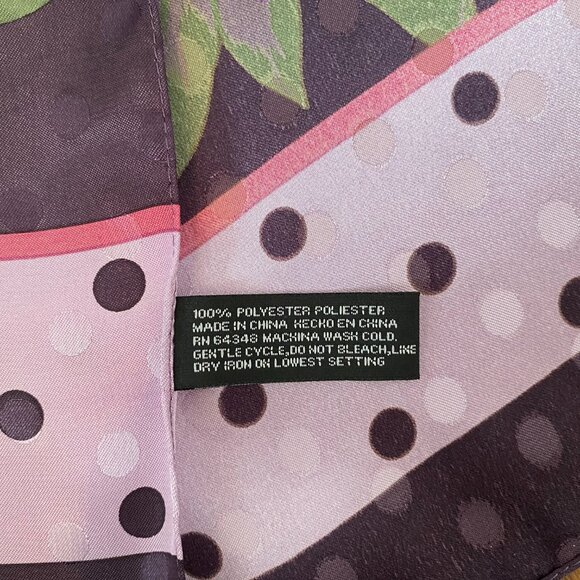 100% POLYESTER POLIESTER
MADE IN CHINA HECHO EN CHINA
RN 64348 MACHINA WASH COLD.
GENTLE CYCLE,DO NOT BLEACH,LINE
DRY IRON ON LOWEST SETTING